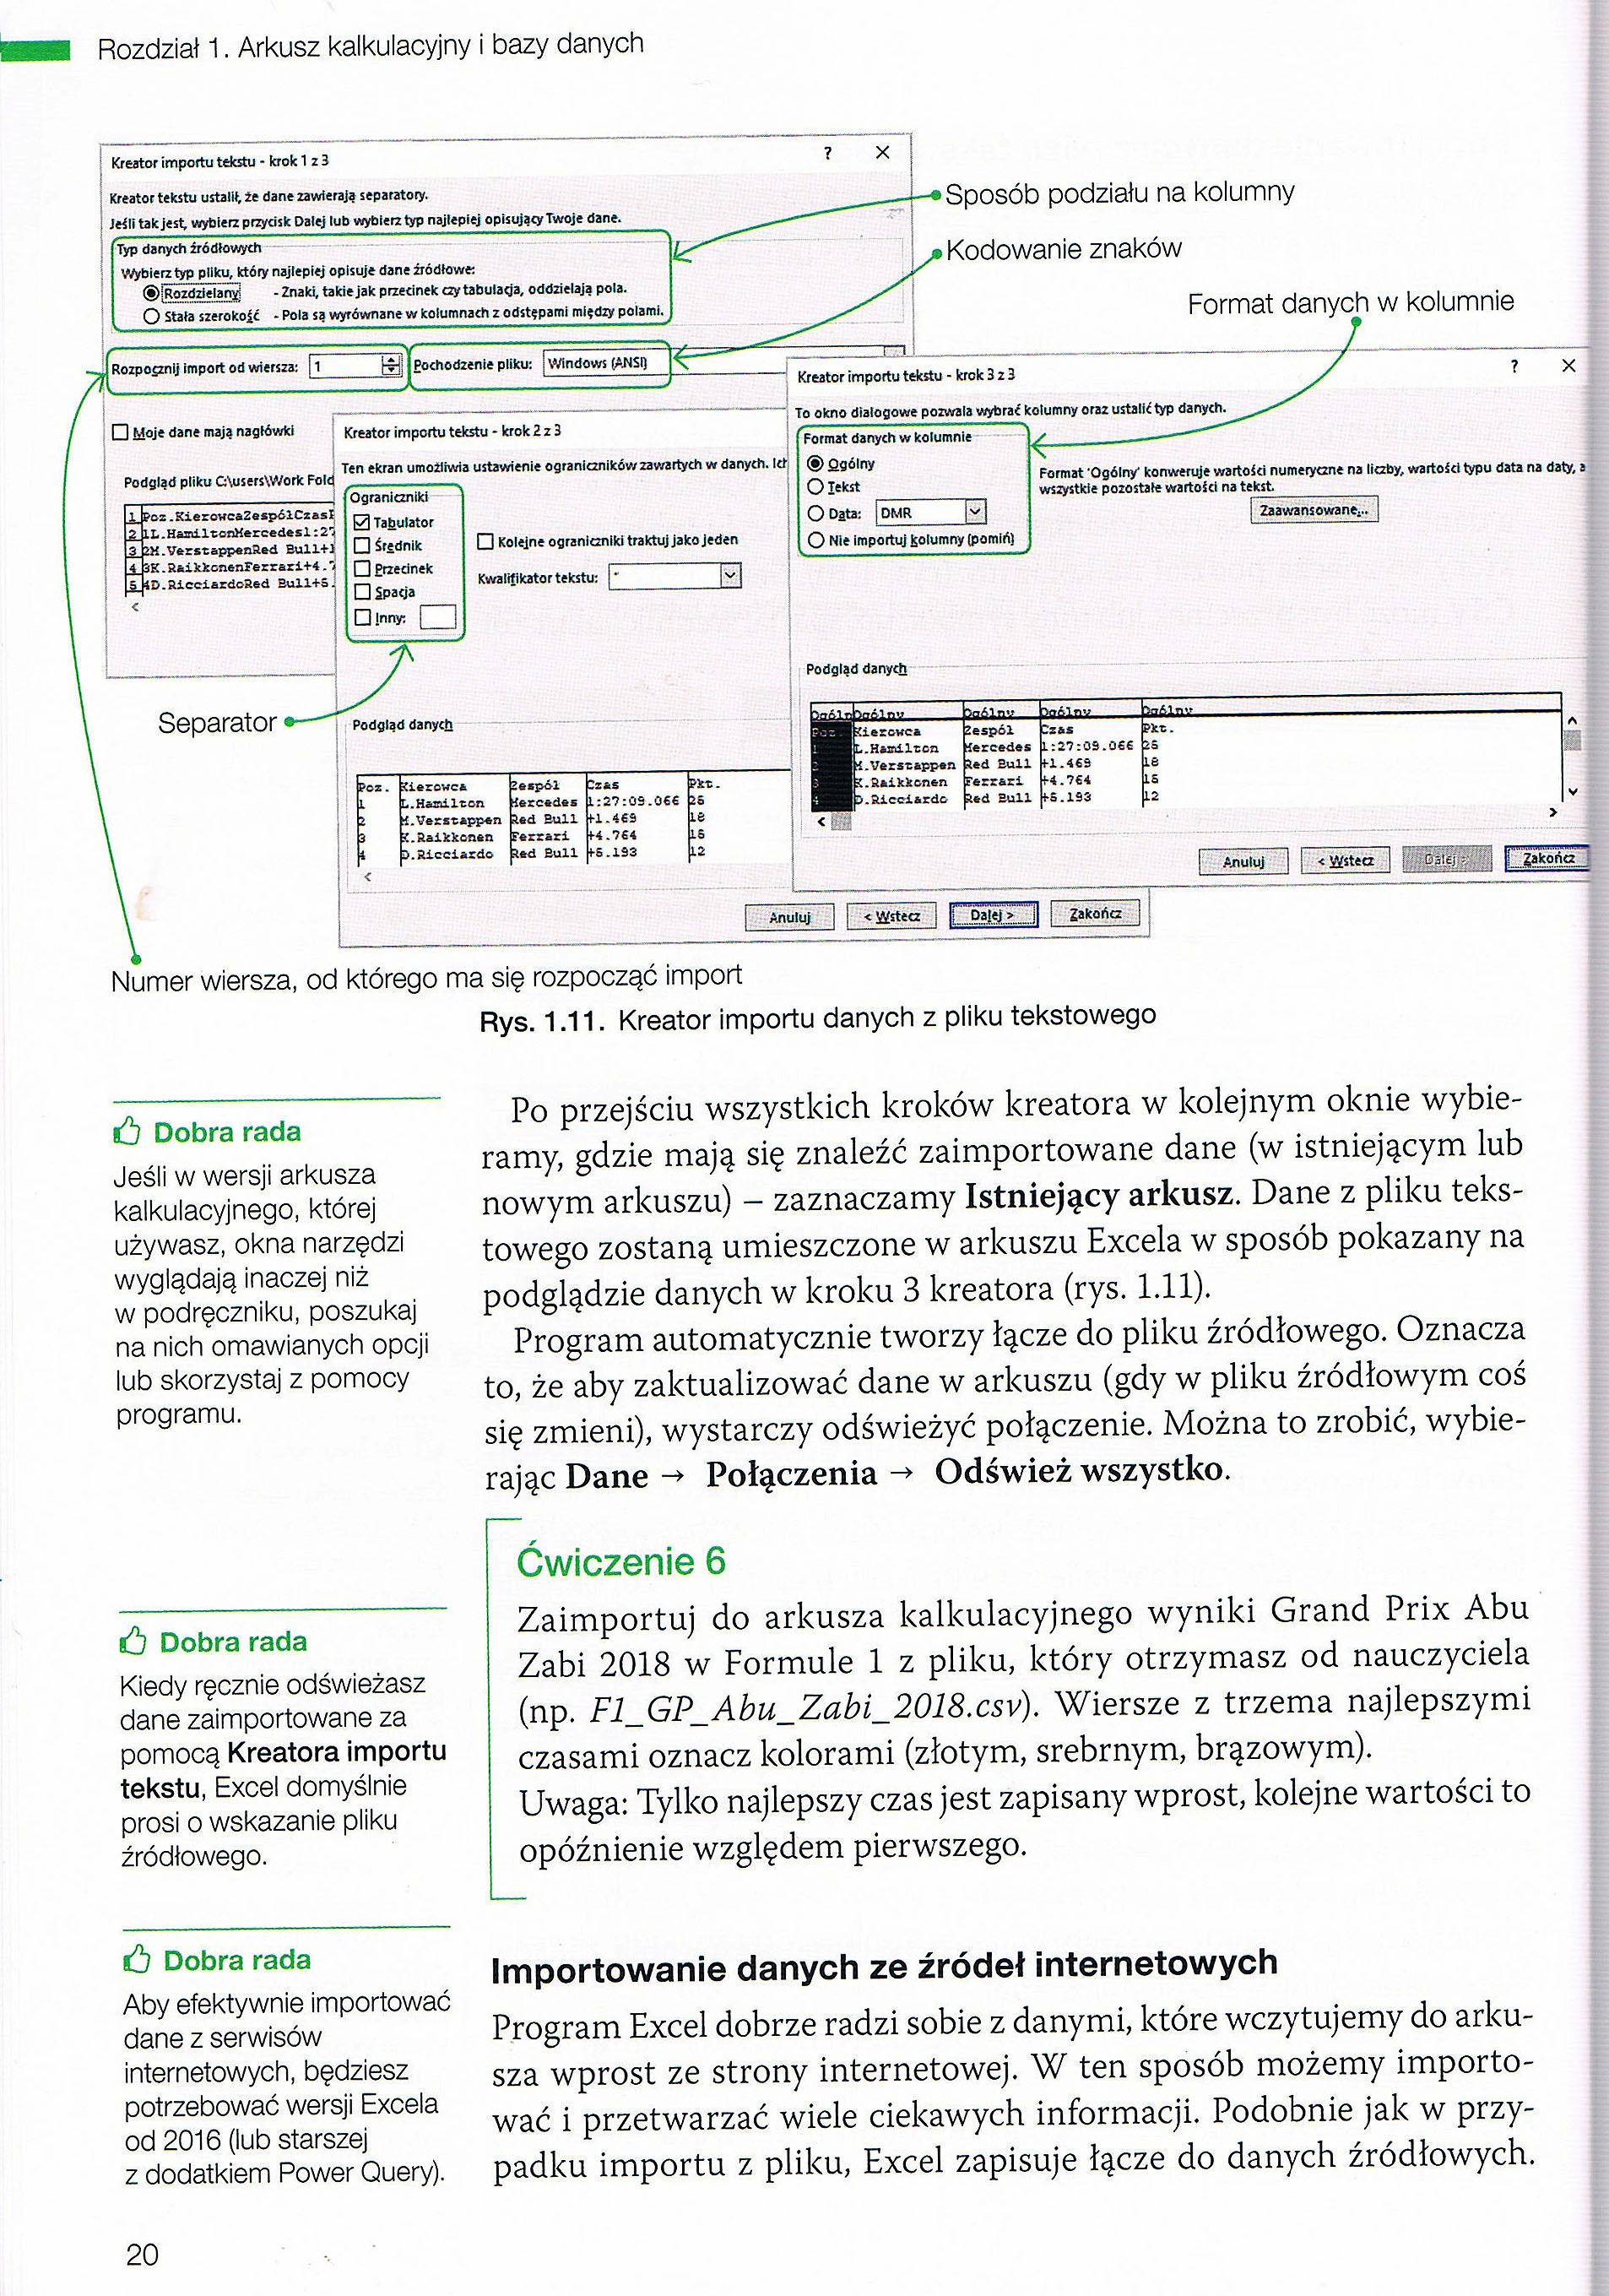 Rozdział 1. Arkusz kalkulacyjny i bazy danych
Kreator importu tekstu - krok 1 z 3
? X
Kreator tekstu ustalił, że dane zawierają separatory.
Jeśli tak jest, wybierz przycisk Dalej lub wybierz typ najlepiej opisujący Twoje dane.
Typ danych źródłowych
Wybierz typ pliku, który najlepiej opisuje dane źródłowe:
Rozdzielany - Znaki, takie jak przecinek czy tabulacja, oddzielają pola.
Stała szerokość - Pola są wyrównane w kolumnach z odstępami między polami.
Rozpocznij import od wiersza: 1
Pochodzenie pliku: Windows (ANSI)
Moje dane mają nagłówki
Podgląd pliku C:\users\Work Fold
1 Poz.KierowcaZespólCzas
2 1L.HamiltonMercedes1:2
3 2M.VerstappenRed Bull+1
4 3K.RaikkonenFerrari+4.7
5 4D.RicciardoRed Bull+5.
<
Sposób podziału na kolumny
Kodowanie znaków
Format danych w kolumnie
Kreator importu tekstu - krok 2 z 3
Ten ekran umożliwia ustawienie ograniczników zawartych w danych. Ich
Ograniczniki
Tabulator
Średnik
Przecinek
Spacja
Inny:
Kolejne ograniczniki traktuj jako jeden
Kwalifikator tekstu: "
Separator
Podgląd danych
Poz. Kierowca Zespól Czas Pkt.
1 L.Hamilton Mercedes 1:27:09.066 25
2 M.Verstappen Red Bull +1.469 18
3 K.Raikkonen Ferrari +4.764 15
4 D.Ricciardo Red Bull +5.193 12
<
Anuluj < Wstecz Dalej > Zakończ
Kreator importu tekstu - krok 3 z 3
? X
To okno dialogowe pozwala wybrać kolumny oraz ustalić typ danych.
Format danych w kolumnie
Ogólny
Tekst
Data: DMR
Nie importuj kolumny (pomiń)
Format 'Ogólny' konweruje wartości numeryczne na liczby, wartości typu data na daty, a
wszystkie pozostałe wartości na tekst.
Zaawansowane...
Podgląd danych
Ogóln Ogólny Ogólny Ogólny Ogólny
Poz. Kierowca Zespól Czas Pkt.
1 L.Hamilton Mercedes 1:27:09.066 25
2 M.Verstappen Red Bull +1.469 18
3 K.Raikkonen Ferrari +4.764 15
4 D.Ricciardo Red Bull +5.193 12
< >
Anuluj < Wstecz Dalej > Zakończ
Numer wiersza, od którego ma się rozpocząć import
Rys. 1.11. Kreator importu danych z pliku tekstowego
Po przejściu wszystkich kroków kreatora w kolejnym oknie wybie-
ramy, gdzie mają się znaleźć zaimportowane dane (w istniejącym lub
nowym arkuszu) – zaznaczamy Istniejący arkusz. Dane z pliku teks-
towego zostaną umieszczone w arkuszu Excela w sposób pokazany na
podglądzie danych w kroku 3 kreatora (rys. 1.11).
Program automatycznie tworzy łącze do pliku źródłowego. Oznacza
to, że aby zaktualizować dane w arkuszu (gdy w pliku źródłowym coś
się zmieni), wystarczy odświeżyć połączenie. Można to zrobić, wybie-
rając Dane → Połączenia → Odśwież wszystko.
Dobra rada
Jeśli w wersji arkusza
kalkulacyjnego, której
używasz, okna narzędzi
wyglądają inaczej niż
w podręczniku, poszukaj
na nich omawianych opcji
lub skorzystaj z pomocy
programu.
Ćwiczenie 6
Zaimportuj do arkusza kalkulacyjnego wyniki Grand Prix Abu
Zabi 2018 w Formule 1 z pliku, który otrzymasz od nauczyciela
(np. F1_GP_Abu_Zabi_2018.csv). Wiersze z trzema najlepszymi
czasami oznacz kolorami (złotym, srebrnym, brązowym).
Uwaga: Tylko najlepszy czas jest zapisany wprost, kolejne wartości to
opóźnienie względem pierwszego.
Dobra rada
Kiedy ręcznie odświeżasz
dane zaimportowane za
pomocą Kreatora importu
tekstu, Excel domyślnie
prosi o wskazanie pliku
źródłowego.
Dobra rada
Aby efektywnie importować
dane z serwisów
internetowych, będziesz
potrzebować wersji Excela
od 2016 (lub starszej
z dodatkiem Power Query).
Importowanie danych ze źródeł internetowych
Program Excel dobrze radzi sobie z danymi, które wczytujemy do arku-
sza wprost ze strony internetowej. W ten sposób możemy importo-
wać i przetwarzać wiele ciekawych informacji. Podobnie jak w przy-
padku importu z pliku, Excel zapisuje łącze do danych źródłowych.
20